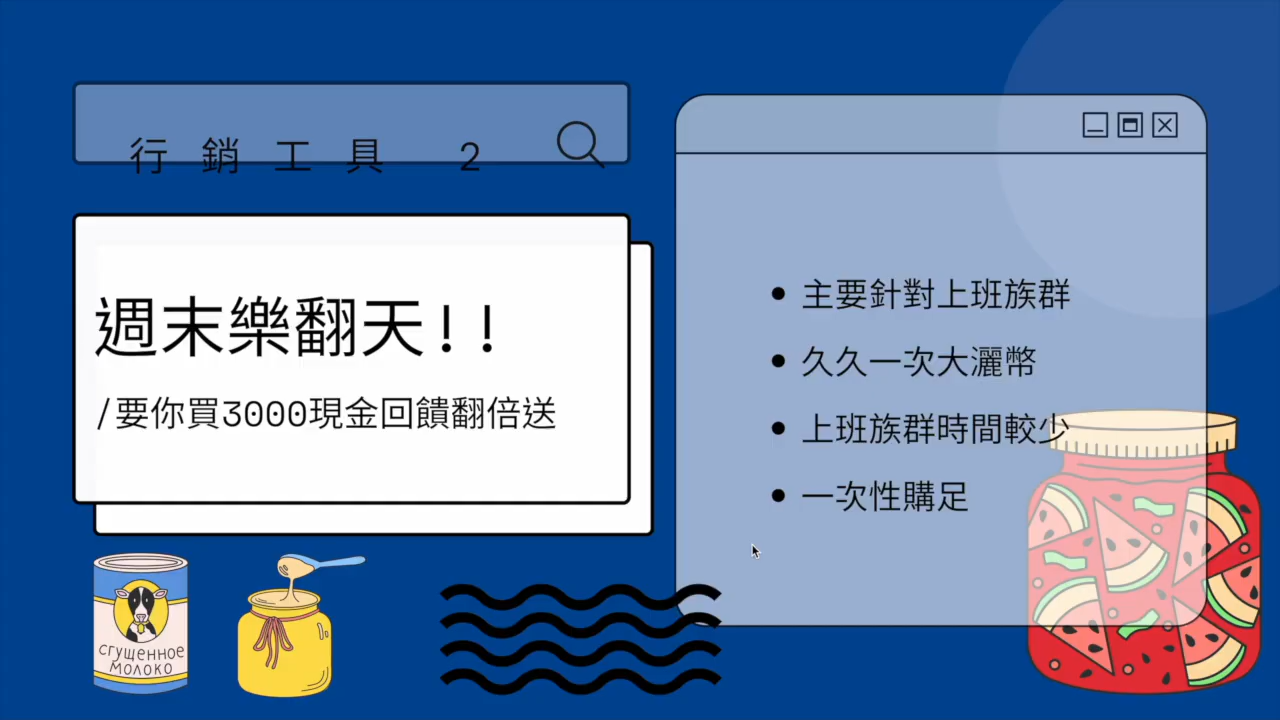 行銷工具 2
週末樂翻天!!
/要你買3000現金回饋翻倍送
主要針對上班族群
久久一次大灑幣
上班族群時間較少
一次性購足
сгущенное
молоко